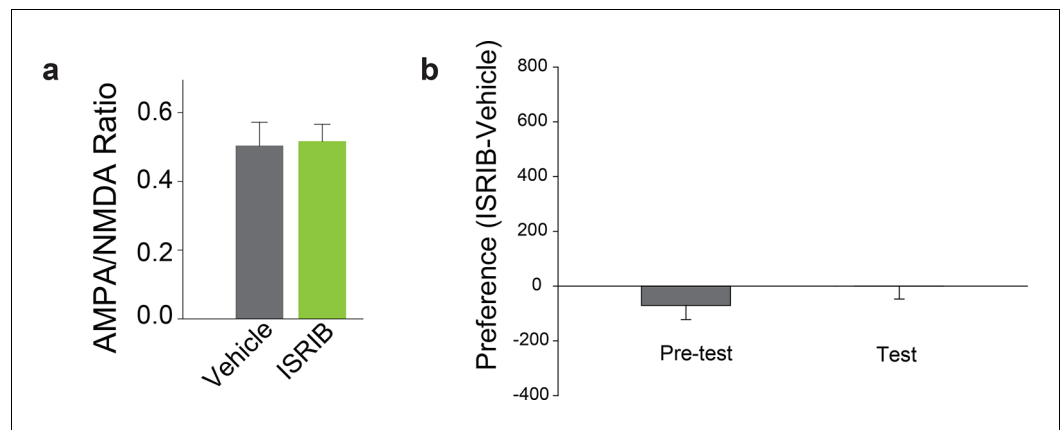 a
AMPA/NMDA Ratio
0.6
0.4
0.2
0.0
Vehicle
ISRIB
b
Preference (ISRIB-Vehicle)
800
600
400
200
0
-200
-400
Pre-test
Test